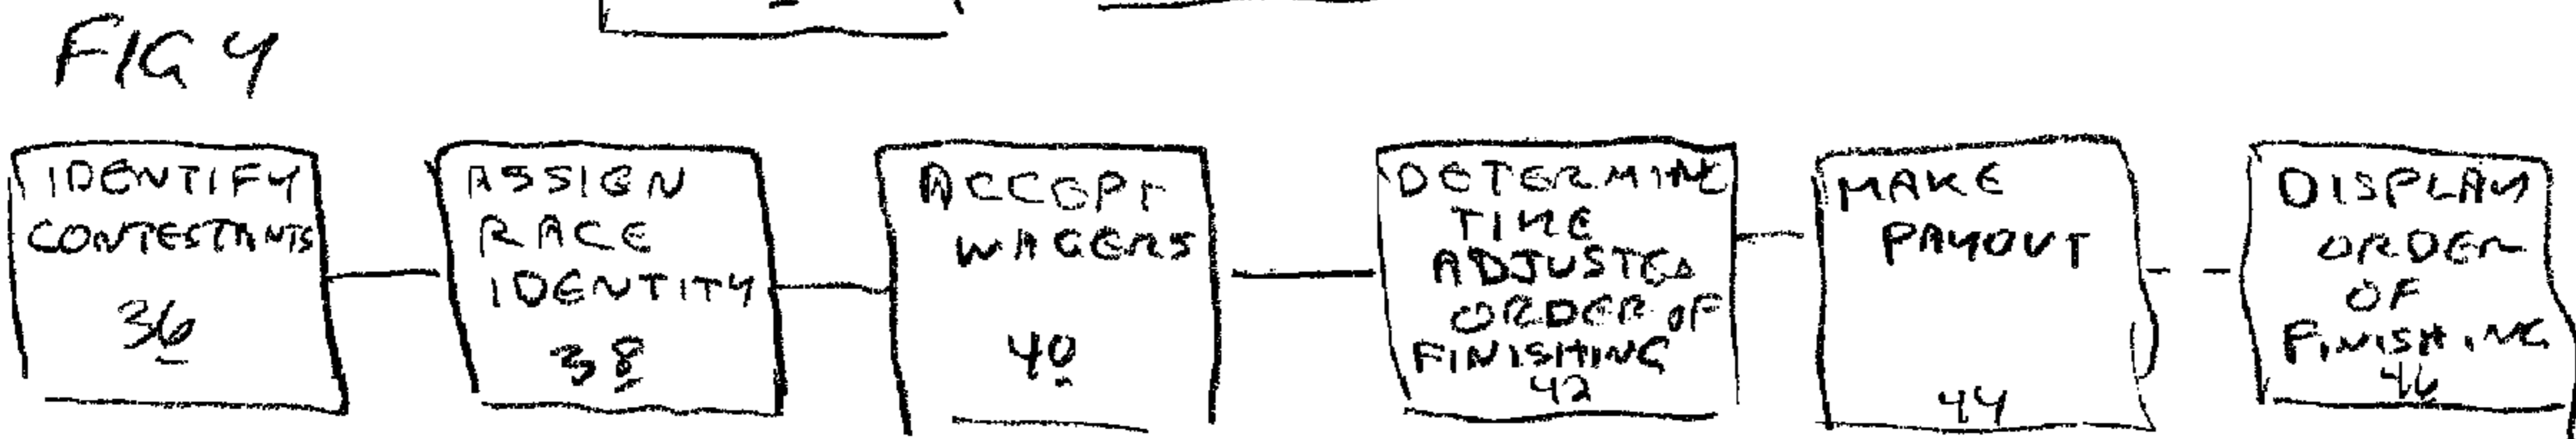 FIG 4
IDENTIFY
CONTESTANTS
36
ASSIGN
RACE
IDENTITY
38
ACCEPT
WAGERS
40
DETERMINE
TIME
ADJUSTED
ORDER OF
FINISHING
42
MAKE
PAYOUT
44
DISPLAY
ORDER
OF
FINISHING
46